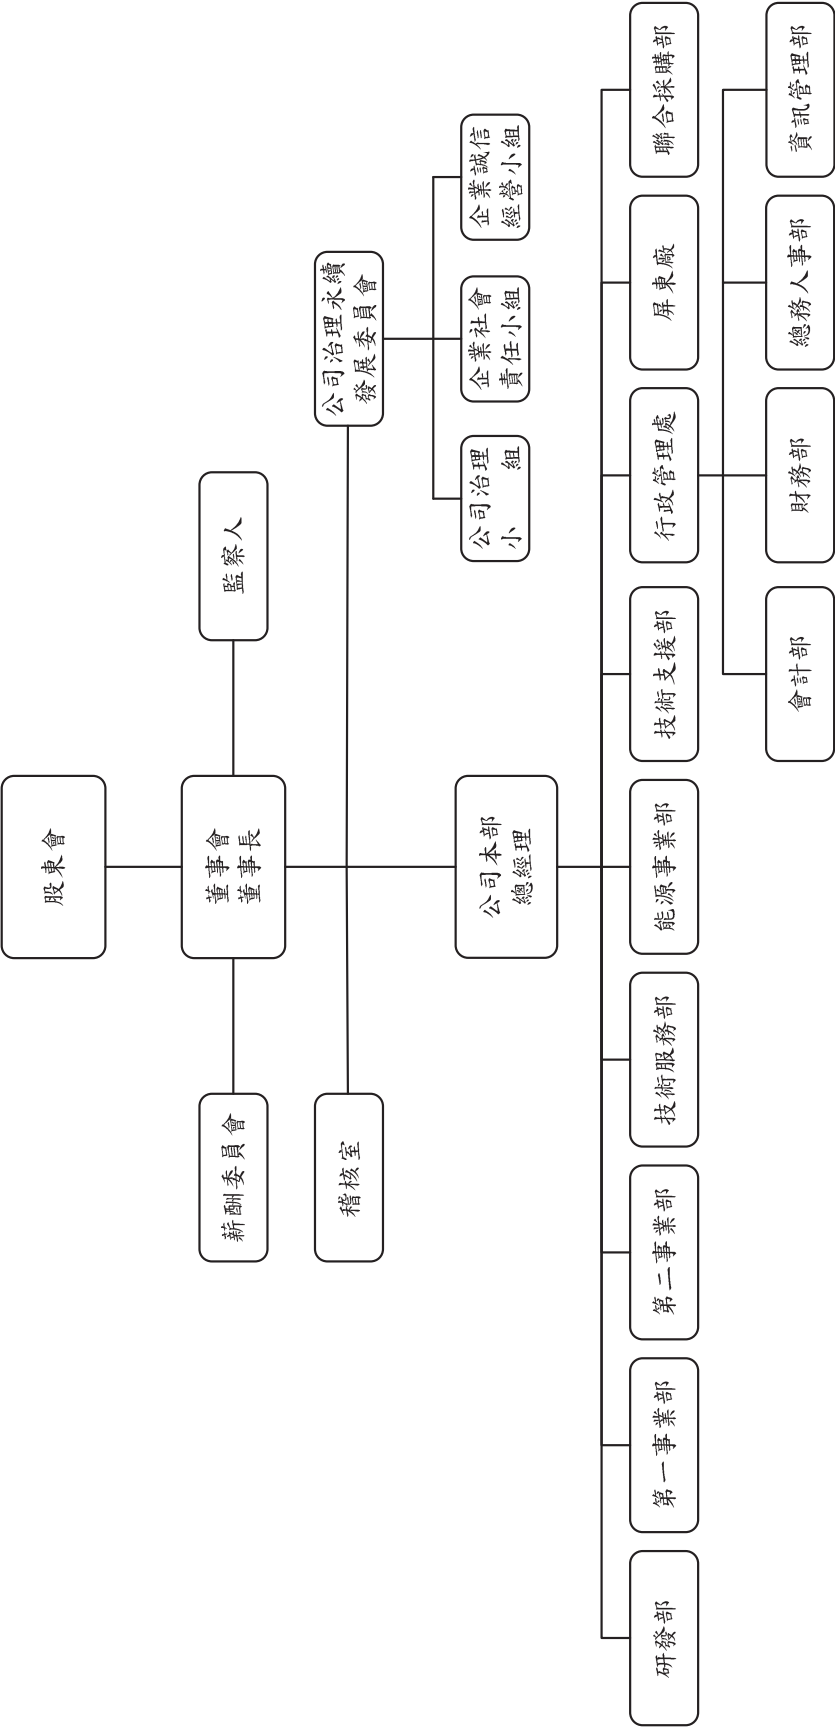 股東會
薪酬委員會
董事會
董事長
監察人
稽核室
公司治理永續
發展委員會
公司治理
小組
企業社會
責任小組
企業誠信
經營小組
公司本部
總經理
研發部
第一事業部
第二事業部
技術服務部
能源事業部
技術支援部
行政管理處
屏東廠
聯合採購部
會計部
財務部
總務人事部
資訊管理部